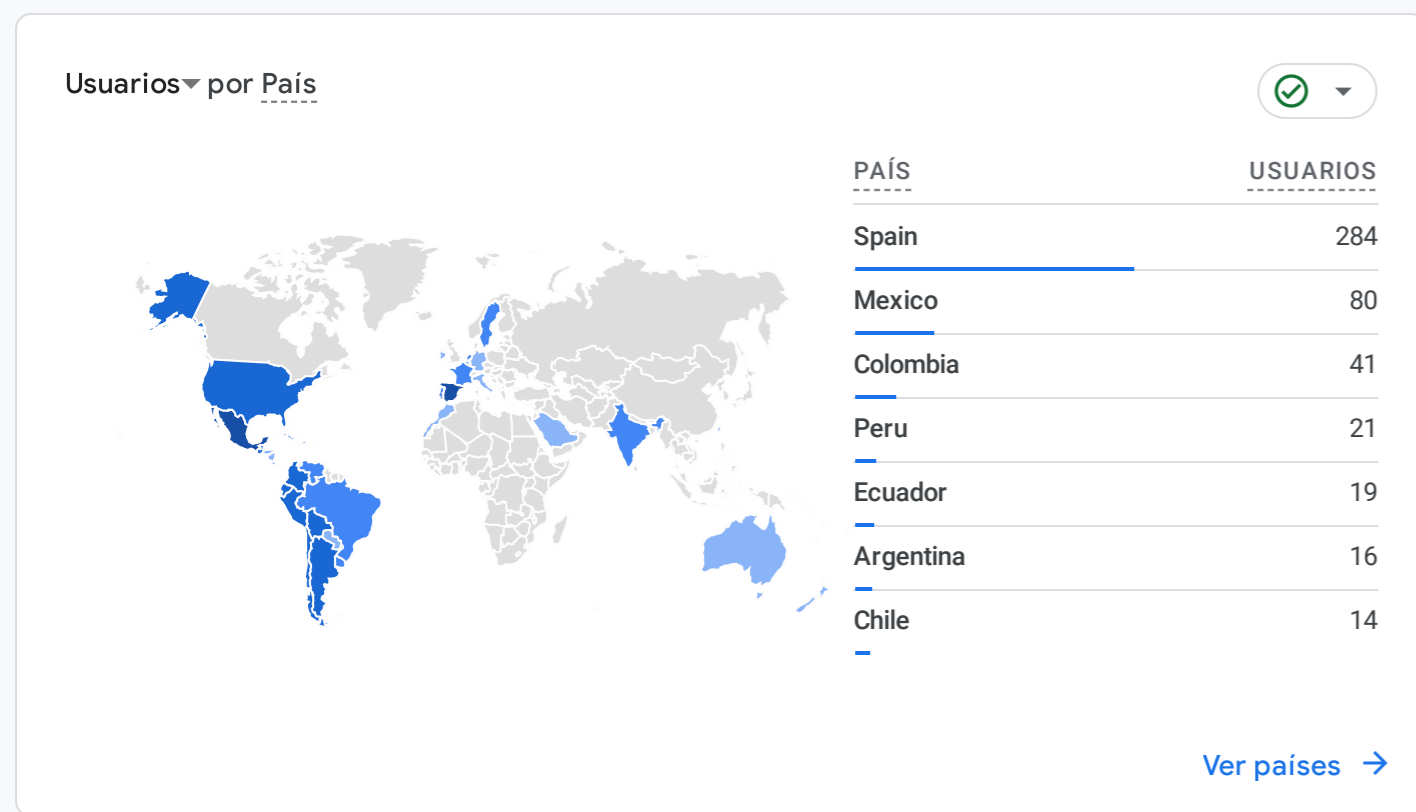 Usuarios por País
PAÍS USUARIOS
Spain 284
Mexico 80
Colombia 41
Peru 21
Ecuador 19
Argentina 16
Chile 14
Ver países